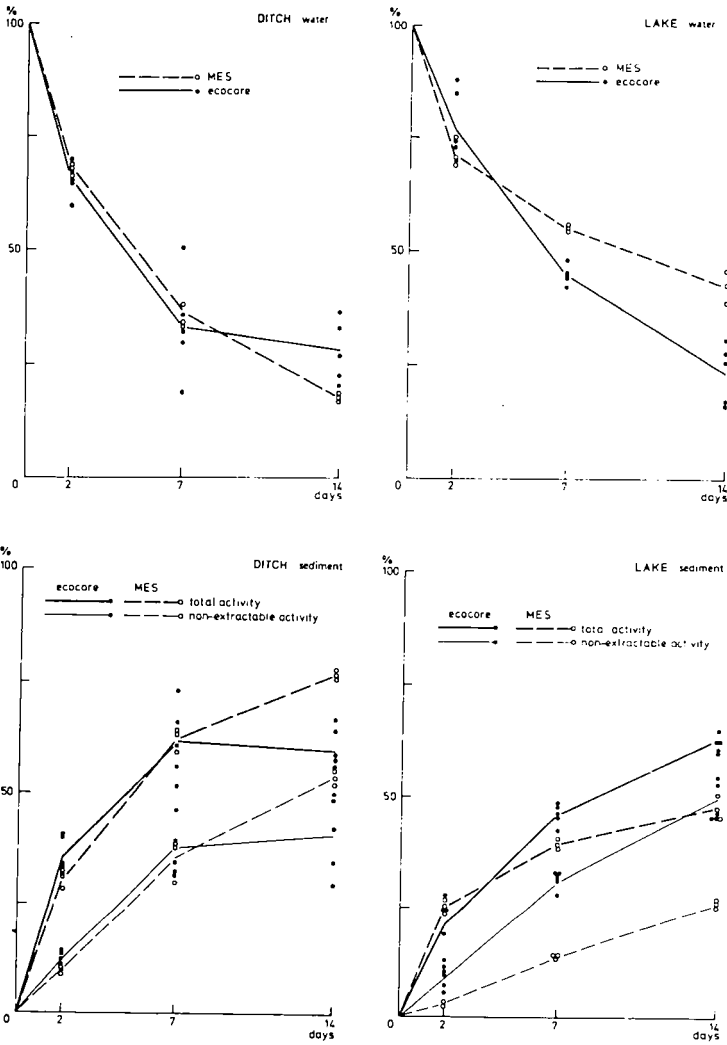 %
100
DITCH water
MES
ecocore
50
0
2
7
14
days
%
100
LAKE water
MES
ecocore
50
0
2
7
14
days
%
100
DITCH sediment
ecocore MES
total activity
non-extractable activity
50
0
2
7
14
days
%
100
LAKE sediment
ecocore MES
total activity
non-extractable activity
50
0
2
7
14
days